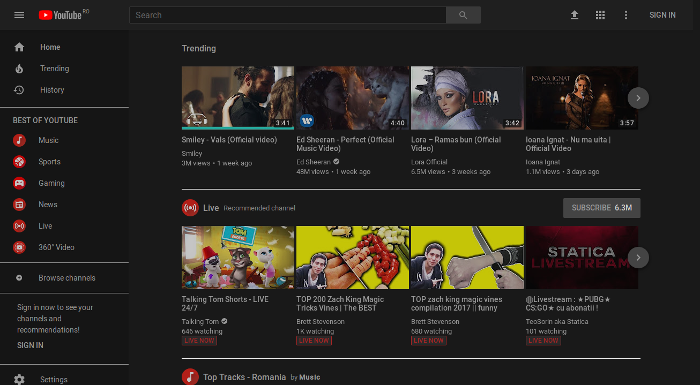 YouTube RO
Search
SIGN IN
Home
Trending
History
BEST OF YOUTUBE
Music
Sports
Gaming
News
Live
360° Video
Browse channels
Sign in now to see your
channels and
recommendations!
SIGN IN
Settings
Trending
3:41
4:40
LORA
3:42
IOANA IGNAT
3:57
Smiley - Vals (Official video)
Smiley
3M views • 1 week ago
Ed Sheeran - Perfect (Official
Music Video)
Ed Sheeran
48M views • 1 week ago
Lora – Ramas bun (Official
Video)
Lora Official
6.5M views • 3 weeks ago
Ioana Ignat - Nu ma uita |
Official Video
Ioana Ignat
1.1M views • 3 days ago
Live Recommended channel
SUBSCRIBE 6.3M
STATICA
LIVESTREAM
Talking Tom Shorts - LIVE
24/7
Talking Tom
646 watching
LIVE NOW
TOP 200 Zach King Magic
Tricks Vines | The BEST
Brett Stevenson
1K watching
LIVE NOW
TOP zach king magic vines
compilation 2017 || funny
Brett Stevenson
680 watching
LIVE NOW
@Livestream : ★PUBG★
CS:GO★ cu abonatii !
TeoSorin aka Statica
101 watching
LIVE NOW
Top Tracks - Romania by Music